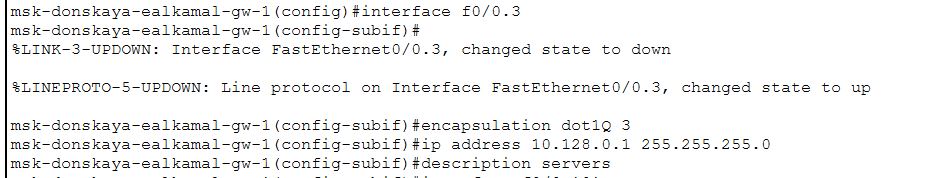 msk-donskaya-ealkamal-gw-1(config)#interface f0/0.3
msk-donskaya-ealkamal-gw-1(config-subif)#
%LINK-3-UPDOWN: Interface FastEthernet0/0.3, changed state to down
%LINEPROTO-5-UPDOWN: Line protocol on Interface FastEthernet0/0.3, changed state to up
msk-donskaya-ealkamal-gw-1(config-subif)#encapsulation dot1Q 3
msk-donskaya-ealkamal-gw-1(config-subif)#ip address 10.128.0.1 255.255.255.0
msk-donskaya-ealkamal-gw-1(config-subif)#description servers